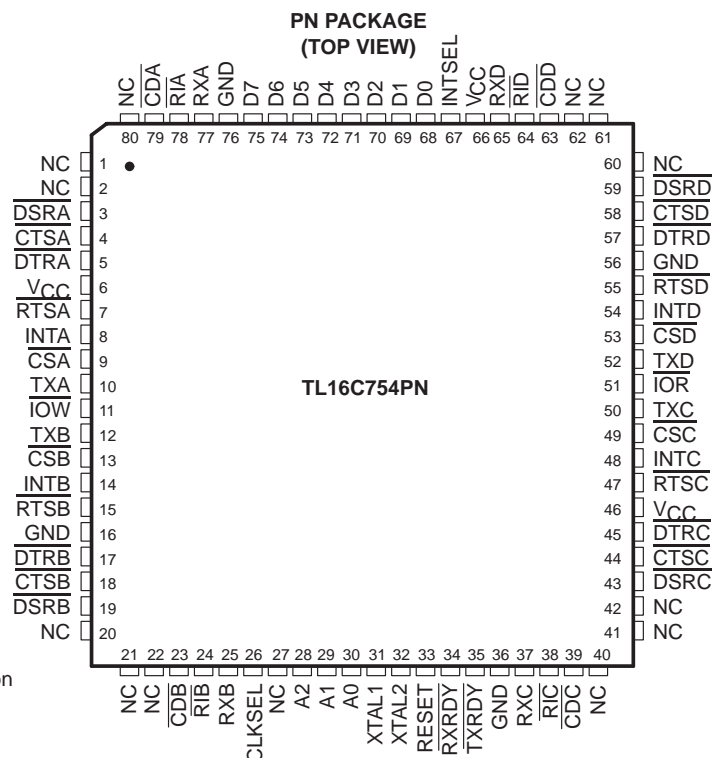 PN PACKAGE
(TOP VIEW)
NC
CDA
RIA
RXA
GND
D7
D6
D5
D4
D3
D2
D1
D0
INTSEL
VCC
RXD
RID
CDD
NC
NC
80 79 78 77 76 75 74 73 72 71 70 69 68 67 66 65 64 63 62 61
NC 1
NC 2
DSRA 3
CTSA 4
DTRA 5
VCC 6
RTSA 7
INTA 8
CSA 9
TXA 10
IOW 11
TXB 12
CSB 13
INTB 14
RTSB 15
GND 16
DTRB 17
CTSB 18
DSRB 19
NC 20
TL16C754PN
60 NC
59 DSRD
58 CTSD
57 DTRD
56 GND
55 RTSD
54 INTD
53 CSD
52 TXD
51 IOR
50 TXC
49 CSC
48 INTC
47 RTSC
46 VCC
45 DTRC
44 CTSC
43 DSRC
42 NC
41 NC
21 22 23 24 25 26 27 28 29 30 31 32 33 34 35 36 37 38 39 40
NC
NC
CDB
RIB
RXB
CLKSEL
NC
A2
A1
A0
XTAL1
XTAL2
RESET
RXRDY
TXRDY
GND
RXC
RIC
CDC
NC
on